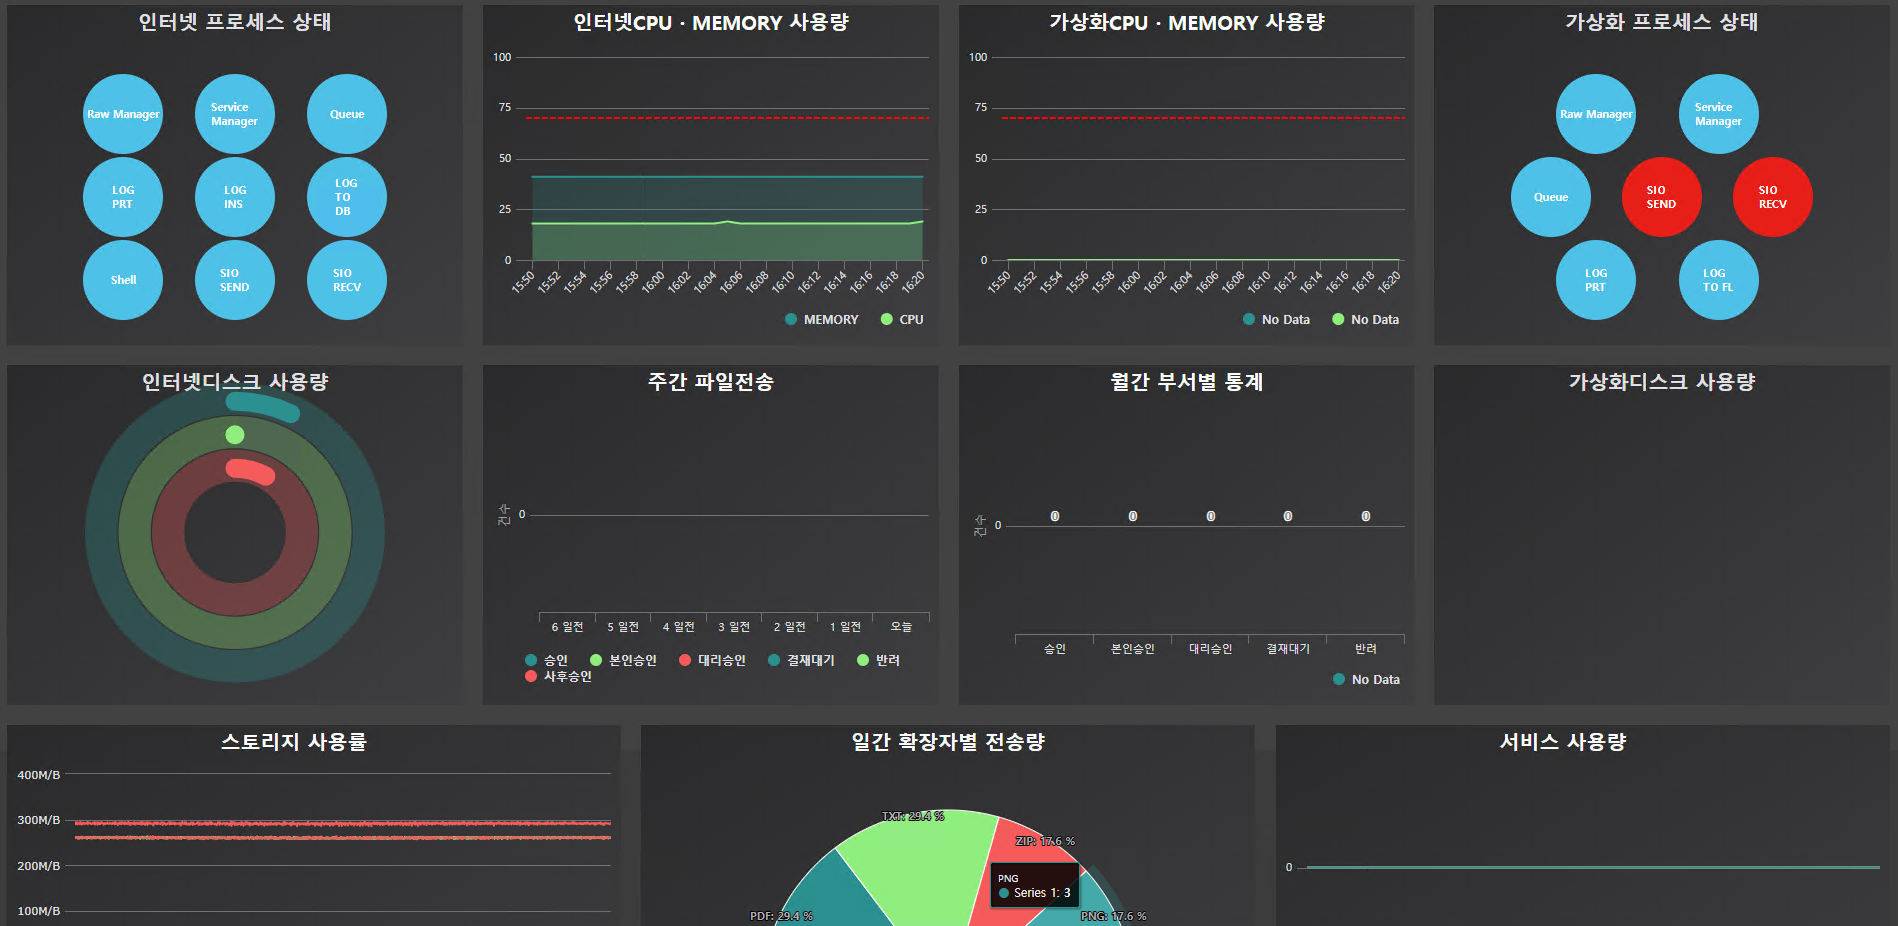 인터넷 프로세스 상태
Raw Manager
Service
Manager
Queue
LOG
PRT
LOG
INS
LOG
TO
DB
Shell
SIO
SEND
SIO
RECV
인터넷CPU · MEMORY 사용량
100
75
50
25
0
15:50
15:52
15:54
15:56
15:58
16:00
16:02
16:04
16:06
16:08
16:10
16:12
16:14
16:16
16:18
16:20
MEMORY
CPU
가상화CPU · MEMORY 사용량
100
75
50
25
0
15:50
15:52
15:54
15:56
15:58
16:00
16:02
16:04
16:06
16:08
16:10
16:12
16:14
16:16
16:18
16:20
No Data
No Data
가상화 프로세스 상태
Raw Manager
Service
Manager
Queue
SIO
SEND
SIO
RECV
LOG
PRT
LOG
TO FL
인터넷디스크 사용량
주간 파일전송
건수
0
6 일전
5 일전
4 일전
3 일전
2 일전
1 일전
오늘
승인
본인승인
대리승인
결재대기
반려
사후승인
월간 부서별 통계
건수
0
0
0
0
0
0
승인
본인승인
대리승인
결재대기
반려
No Data
가상화디스크 사용량
스토리지 사용률
400M/B
300M/B
200M/B
100M/B
일간 확장자별 전송량
TXT: 29.4 %
ZIP: 17.6 %
PNG
Series 1: 3
PDF: 29.4 %
PNG: 17.6 %
서비스 사용량
0